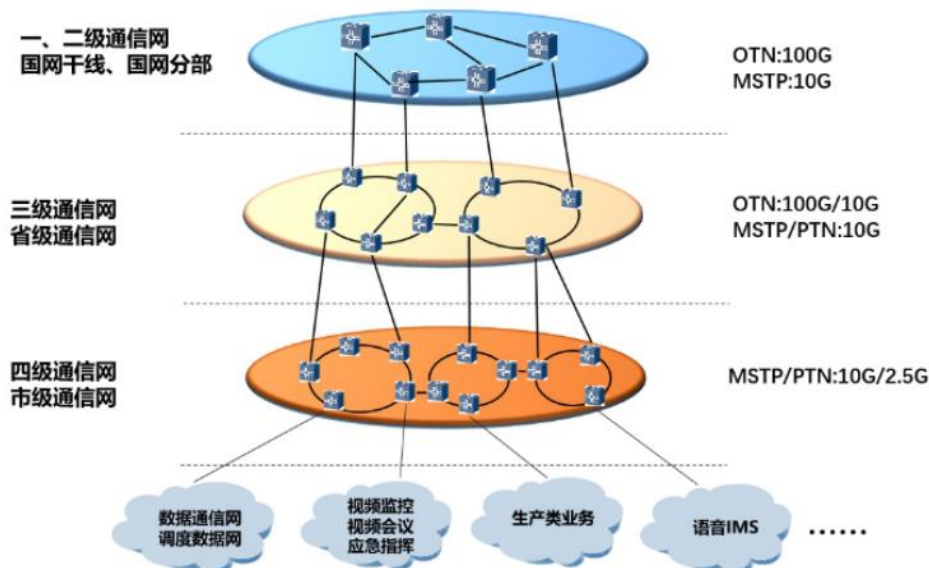 一、二级通信网
国网干线、国网分部
OTN:100G
MSTP:10G
三级通信网
省级通信网
OTN:100G/10G
MSTP/PTN:10G
四级通信网
市级通信网
MSTP/PTN:10G/2.5G
数据通信网
调度数据网
视频监控
视频会议
应急指挥
生产类业务
语音IMS
······